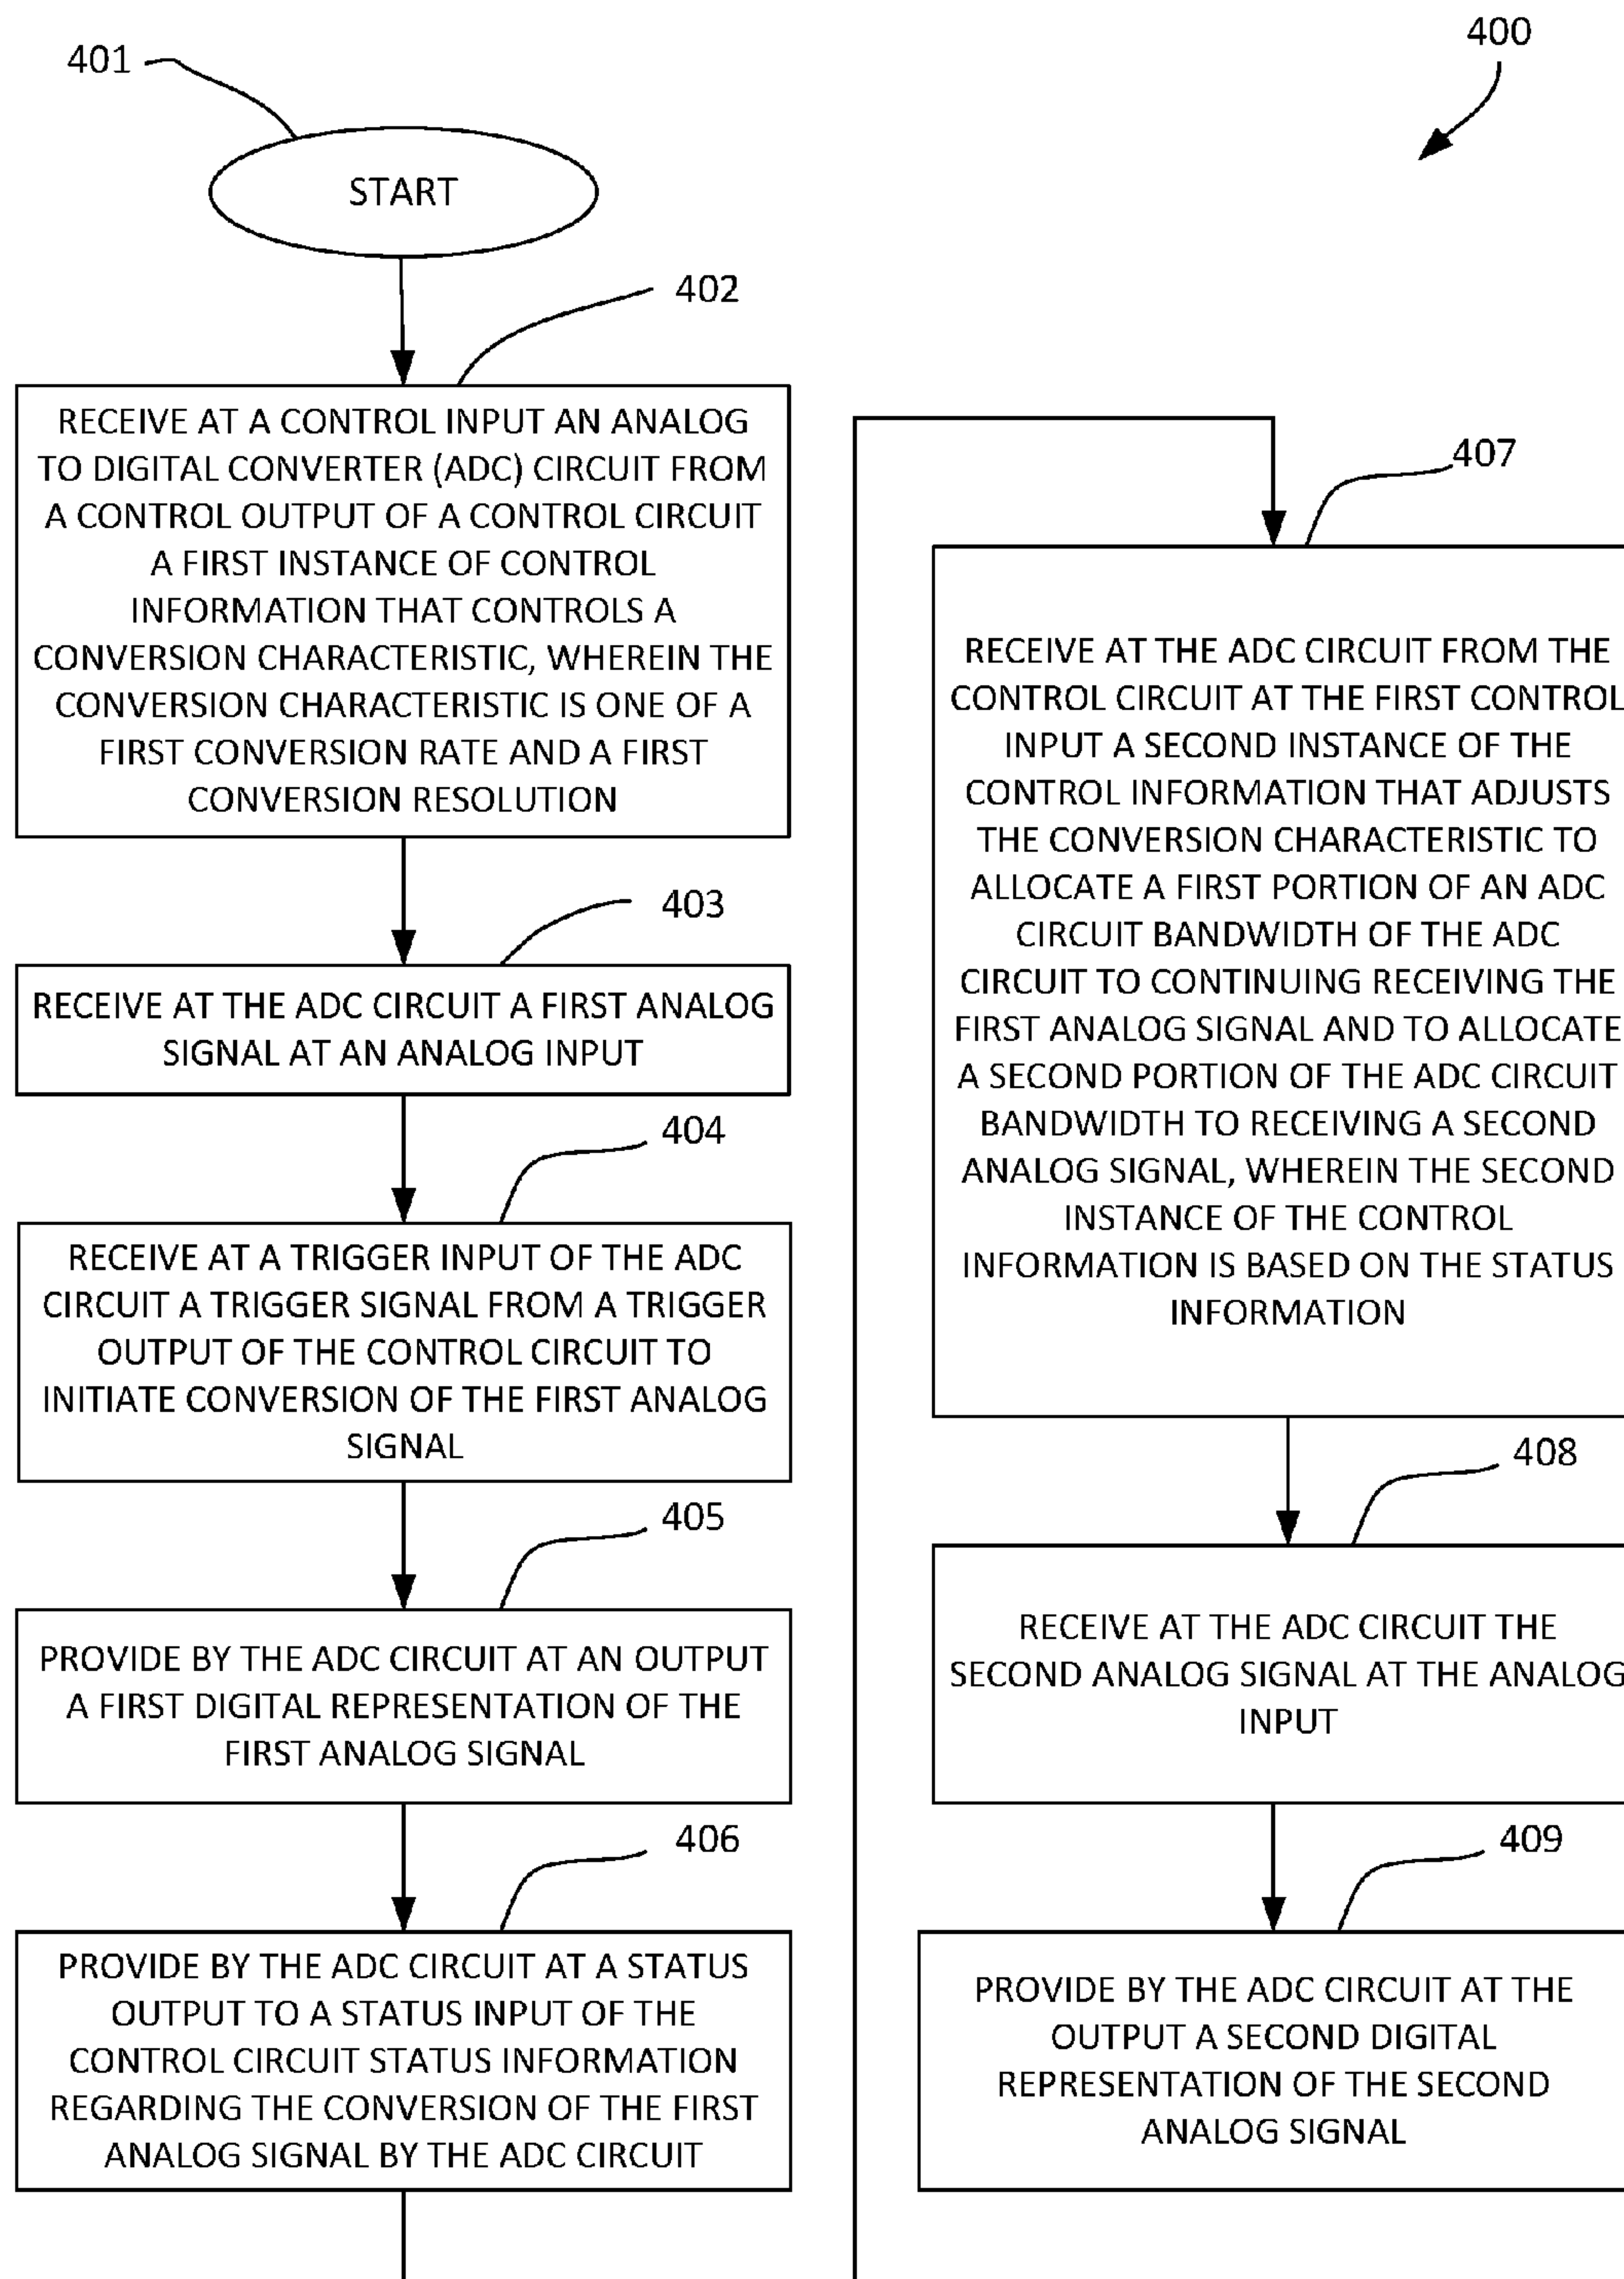 401
400
START
402
RECEIVE AT A CONTROL INPUT AN ANALOG
TO DIGITAL CONVERTER (ADC) CIRCUIT FROM
A CONTROL OUTPUT OF A CONTROL CIRCUIT
A FIRST INSTANCE OF CONTROL
INFORMATION THAT CONTROLS A
CONVERSION CHARACTERISTIC, WHEREIN THE
CONVERSION CHARACTERISTIC IS ONE OF A
FIRST CONVERSION RATE AND A FIRST
CONVERSION RESOLUTION
403
RECEIVE AT THE ADC CIRCUIT A FIRST ANALOG
SIGNAL AT AN ANALOG INPUT
404
RECEIVE AT A TRIGGER INPUT OF THE ADC
CIRCUIT A TRIGGER SIGNAL FROM A TRIGGER
OUTPUT OF THE CONTROL CIRCUIT TO
INITIATE CONVERSION OF THE FIRST ANALOG
SIGNAL
405
PROVIDE BY THE ADC CIRCUIT AT AN OUTPUT
A FIRST DIGITAL REPRESENTATION OF THE
FIRST ANALOG SIGNAL
406
PROVIDE BY THE ADC CIRCUIT AT A STATUS
OUTPUT TO A STATUS INPUT OF THE
CONTROL CIRCUIT STATUS INFORMATION
REGARDING THE CONVERSION OF THE FIRST
ANALOG SIGNAL BY THE ADC CIRCUIT
407
RECEIVE AT THE ADC CIRCUIT FROM THE
CONTROL CIRCUIT AT THE FIRST CONTROL
INPUT A SECOND INSTANCE OF THE
CONTROL INFORMATION THAT ADJUSTS
THE CONVERSION CHARACTERISTIC TO
ALLOCATE A FIRST PORTION OF AN ADC
CIRCUIT BANDWIDTH OF THE ADC
CIRCUIT TO CONTINUING RECEIVING THE
FIRST ANALOG SIGNAL AND TO ALLOCATE
A SECOND PORTION OF THE ADC CIRCUIT
BANDWIDTH TO RECEIVING A SECOND
ANALOG SIGNAL, WHEREIN THE SECOND
INSTANCE OF THE CONTROL
INFORMATION IS BASED ON THE STATUS
INFORMATION
408
RECEIVE AT THE ADC CIRCUIT THE
SECOND ANALOG SIGNAL AT THE ANALOG
INPUT
409
PROVIDE BY THE ADC CIRCUIT AT THE
OUTPUT A SECOND DIGITAL
REPRESENTATION OF THE SECOND
ANALOG SIGNAL